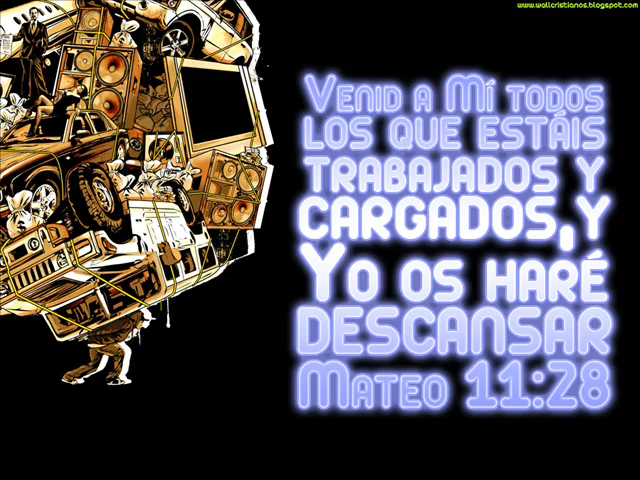 www.wallcristianos.blogspot.com
Venid a Mí todos
los que estáis
trabajados y
cargados, y
Yo os haré
descansar
Mateo 11:28